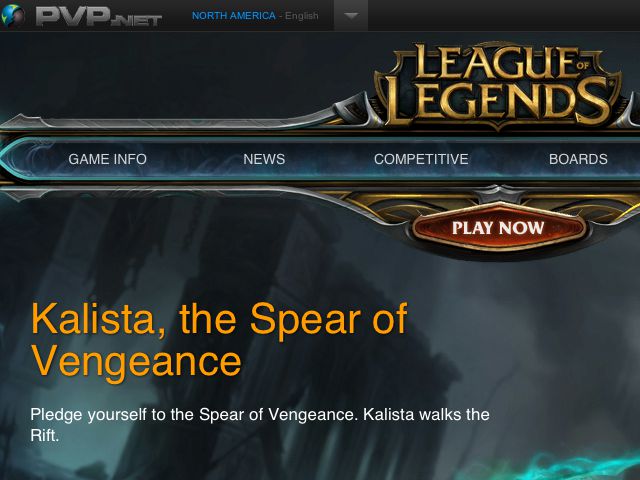 PVP.NET
NORTH AMERICA - English
LEAGUE OF
LEGENDS
GAME INFO NEWS COMPETITIVE BOARDS
PLAY NOW
Kalista, the Spear of
Vengeance
Pledge yourself to the Spear of Vengeance. Kalista walks the
Rift.